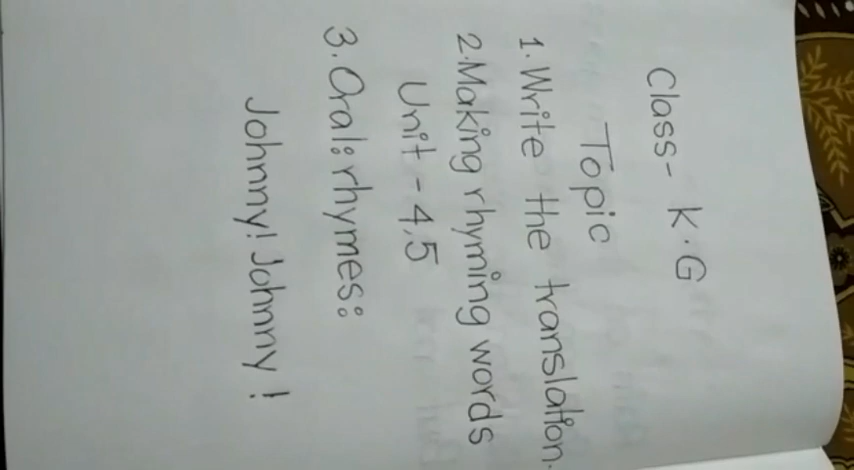 Class- K.G
Topic
1. Write the translation.
2. Making rhyming words
Unit - 4,5
3. Oral: rhymes:
Johnny! Johnny!